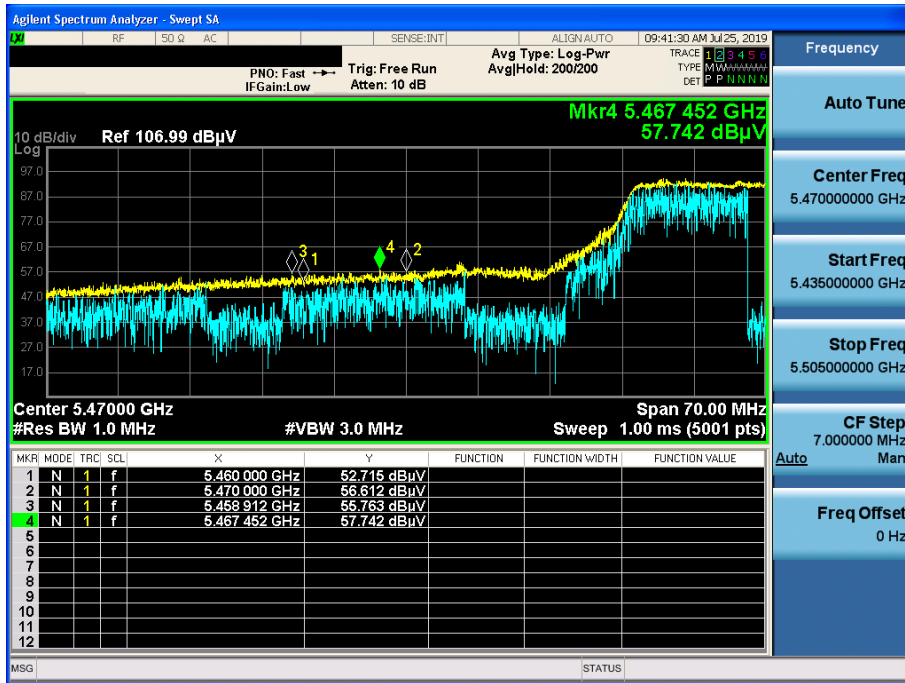 Agilent Spectrum Analyzer - Swept SA
LXI RF 50 Ω AC SENSE:INT ALIGN AUTO 09:41:30 AM Jul 25, 2019
PNO: Fast
IFGain:Low
Trig: Free Run
Atten: 10 dB
Avg Type: Log-Pwr
Avg|Hold: 200/200
TRACE 1 2 3 4 5 6
TYPE M W W W W W
DET P P N N N N
Mkr4 5.467 452 GHz
57.742 dBµV
10 dB/div Ref 106.99 dBµV
Log
97.0
87.0
77.0
67.0
57.0
47.0
37.0
27.0
17.0
3 1 4 2
Center 5.47000 GHz Span 70.00 MHz
#Res BW 1.0 MHz #VBW 3.0 MHz Sweep 1.00 ms (5001 pts)
MKR MODE TRC SCL X Y FUNCTION FUNCTION WIDTH FUNCTION VALUE
1 N 1 f 5.460 000 GHz 52.715 dBµV
2 N 1 f 5.470 000 GHz 56.612 dBµV
3 N 1 f 5.458 912 GHz 55.763 dBµV
4 N 1 f 5.467 452 GHz 57.742 dBµV
5
6
7
8
9
10
11
12
MSG STATUS
Frequency
Auto Tune
Center Freq
5.470000000 GHz
Start Freq
5.435000000 GHz
Stop Freq
5.505000000 GHz
CF Step
7.000000 MHz
Auto Man
Freq Offset
0 Hz